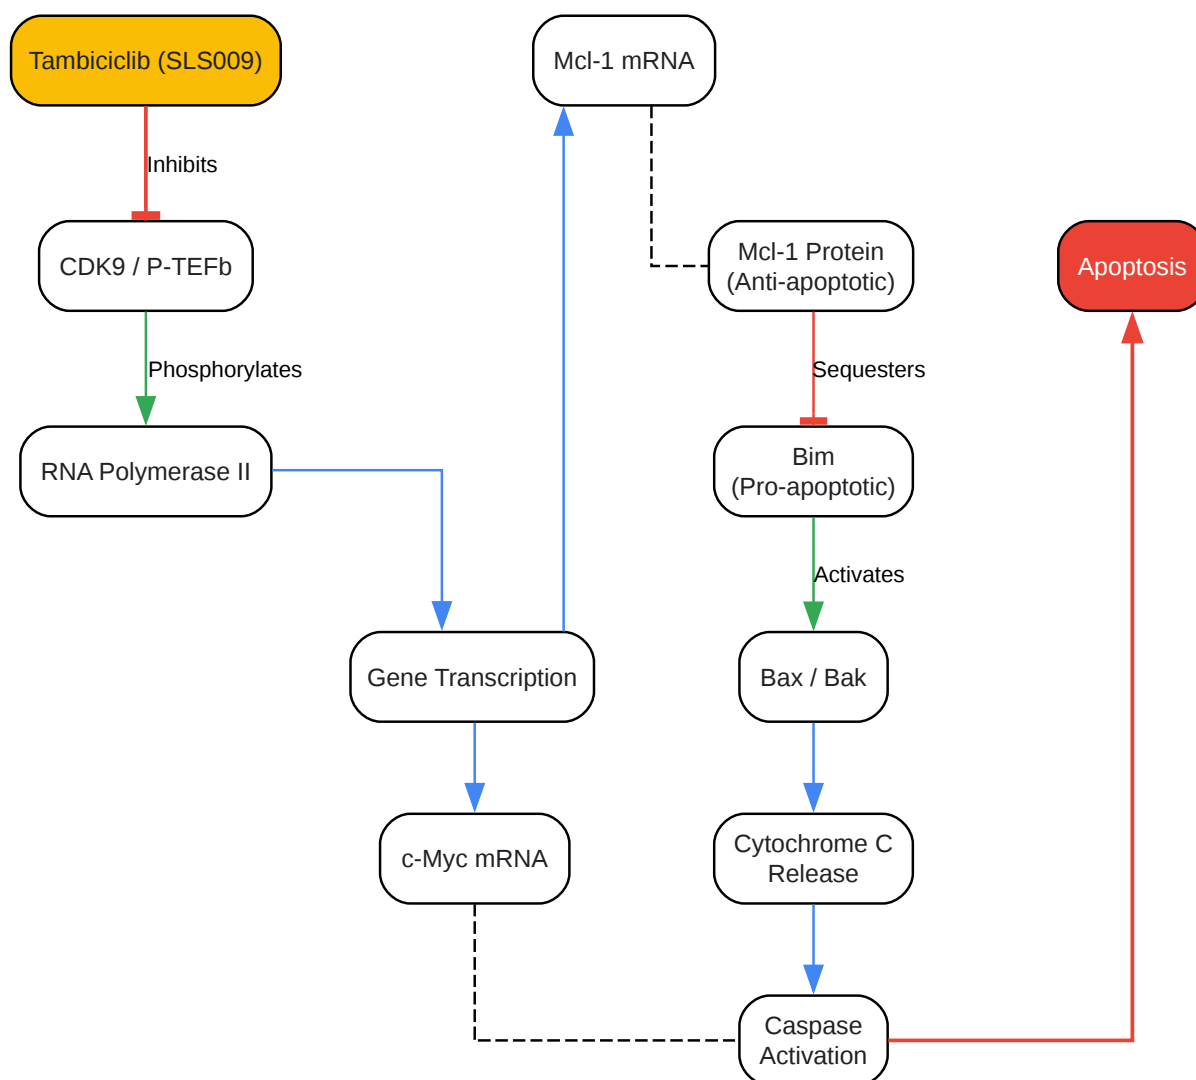 Tambiciclib (SLS009)
Mcl-1 mRNA
Inhibits
CDK9 / P-TEFb
Mcl-1 Protein
(Anti-apoptotic)
Apoptosis
Phosphorylates
Sequesters
RNA Polymerase II
Bim
(Pro-apoptotic)
Activates
Gene Transcription
Bax / Bak
c-Myc mRNA
Cytochrome C
Release
Caspase
Activation